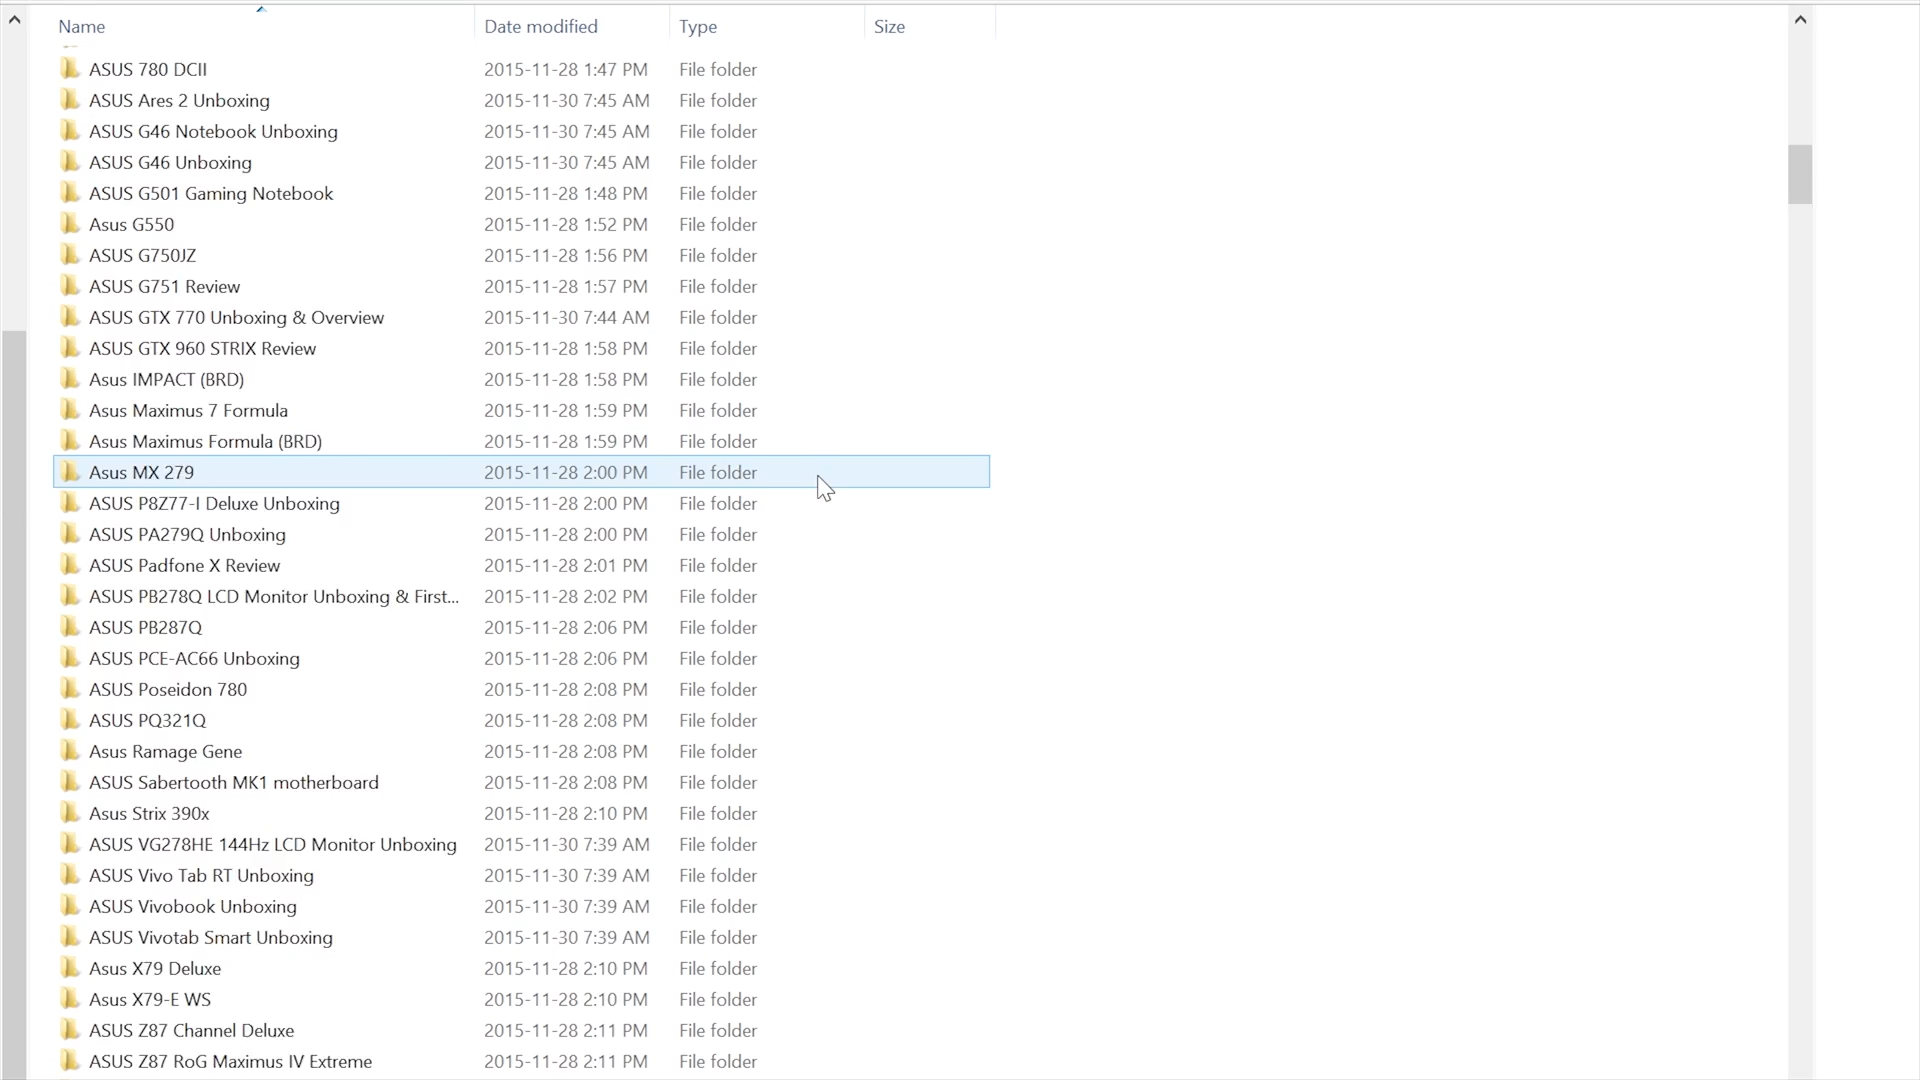 Name Date modified Type Size
ASUS 780 DCII 2015-11-28 1:47 PM File folder
ASUS Ares 2 Unboxing 2015-11-30 7:45 AM File folder
ASUS G46 Notebook Unboxing 2015-11-30 7:45 AM File folder
ASUS G46 Unboxing 2015-11-30 7:45 AM File folder
ASUS G501 Gaming Notebook 2015-11-28 1:48 PM File folder
Asus G550 2015-11-28 1:52 PM File folder
ASUS G750JZ 2015-11-28 1:56 PM File folder
ASUS G751 Review 2015-11-28 1:57 PM File folder
ASUS GTX 770 Unboxing & Overview 2015-11-30 7:44 AM File folder
ASUS GTX 960 STRIX Review 2015-11-28 1:58 PM File folder
Asus IMPACT (BRD) 2015-11-28 1:58 PM File folder
Asus Maximus 7 Formula 2015-11-28 1:59 PM File folder
Asus Maximus Formula (BRD) 2015-11-28 1:59 PM File folder
Asus MX 279 2015-11-28 2:00 PM File folder
ASUS P8Z77-I Deluxe Unboxing 2015-11-28 2:00 PM File folder
ASUS PA279Q Unboxing 2015-11-28 2:00 PM File folder
ASUS Padfone X Review 2015-11-28 2:01 PM File folder
ASUS PB278Q LCD Monitor Unboxing & First... 2015-11-28 2:02 PM File folder
ASUS PB287Q 2015-11-28 2:06 PM File folder
ASUS PCE-AC66 Unboxing 2015-11-28 2:06 PM File folder
ASUS Poseidon 780 2015-11-28 2:08 PM File folder
ASUS PQ321Q 2015-11-28 2:08 PM File folder
Asus Ramage Gene 2015-11-28 2:08 PM File folder
ASUS Sabertooth MK1 motherboard 2015-11-28 2:08 PM File folder
Asus Strix 390x 2015-11-28 2:10 PM File folder
ASUS VG278HE 144Hz LCD Monitor Unboxing 2015-11-30 7:39 AM File folder
ASUS Vivo Tab RT Unboxing 2015-11-30 7:39 AM File folder
ASUS Vivobook Unboxing 2015-11-30 7:39 AM File folder
ASUS Vivotab Smart Unboxing 2015-11-30 7:39 AM File folder
Asus X79 Deluxe 2015-11-28 2:10 PM File folder
Asus X79-E WS 2015-11-28 2:10 PM File folder
ASUS Z87 Channel Deluxe 2015-11-28 2:11 PM File folder
ASUS Z87 RoG Maximus IV Extreme 2015-11-28 2:11 PM File folder